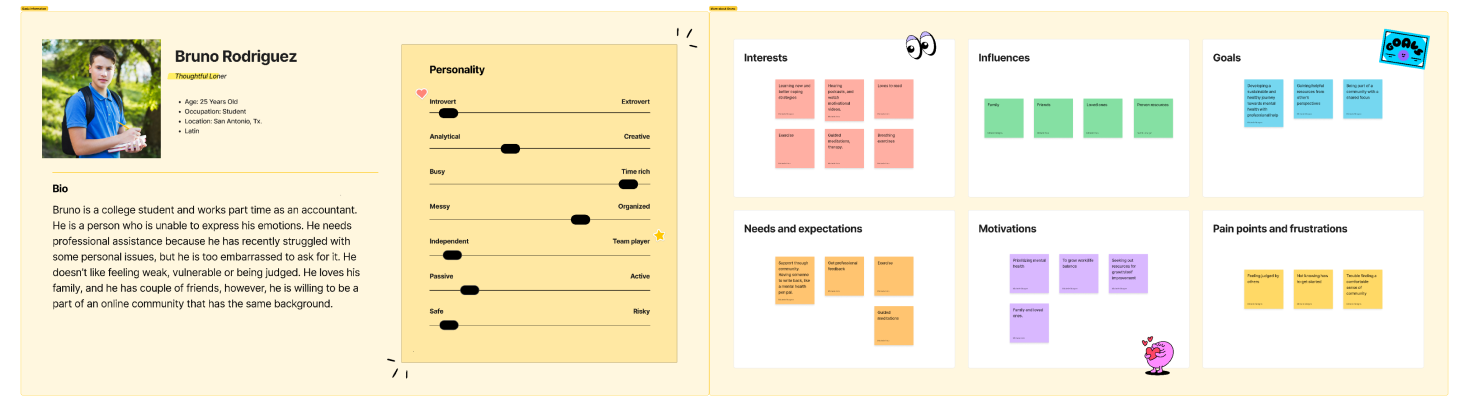 Basic Information
Bruno Rodriguez
Thoughtful Loner
Age: 25 Years Old
Occupation: Student
Location: San Antonio, Tx.
Latin
Bio
Bruno is a college student and works part time as an accountant.
He is a person who is unable to express his emotions. He needs
professional assistance because he has recently struggled with
some personal issues, but he is too embarrassed to ask for it. He
doesn't like feeling weak, vulnerable or being judged. He loves his
family, and he has couple of friends, however, he is willing to be a
part of an online community that has the same background.
Personality
Introvert Extrovert
Analytical Creative
Busy Time rich
Messy Organized
Independent Team player
Passive Active
Safe Risky
Interests
Learning new and
better coping
strategies
Hearing
podcasts, and
watch
motivational
videos.
Loves to read
Exercise
Guided
meditations,
Breathing
exercises
Influences
Family
Friends
Loved ones
Person resources
Goals
GOALS
Developing a
sustainable and
healthy journey
towards mental
health with
professional help
Getting helpful
resources from
others
perspectives
Being part of a
community with a
shared focus
Needs and expectations
Support through
community.
Having someone
to write back, like
a mental health
pen pal.
Get professional
feedback
Exercise
Guided
meditations
Motivations
Prioritizing mental
health
To grow worklife
balance
Seeking out
resources for
growth/self
improvement
Family and loved
ones.
Pain points and frustrations
Feeling judged by
others
Not knowing how
to get started
Trouble finding a
comfortable
sense of
community